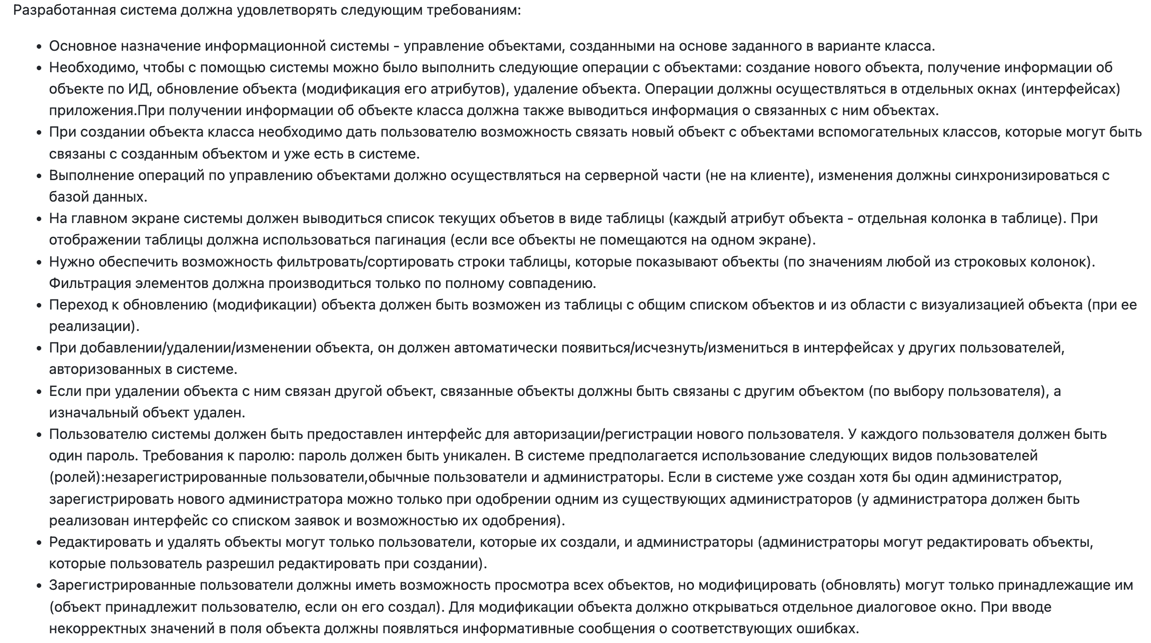 Разработанная система должна удовлетворять следующим требованиям:
• Основное назначение информационной системы - управление объектами, созданными на основе заданного в варианте класса.
• Необходимо, чтобы с помощью системы можно было выполнить следующие операции с объектами: создание нового объекта, получение информации об
объекте по ИД, обновление объекта (модификация его атрибутов), удаление объекта. Операции должны осуществляться в отдельных окнах (интерфейсах)
приложения.При получении информации об объекте класса должна также выводиться информация о связанных с ним объектах.
• При создании объекта класса необходимо дать пользователю возможность связать новый объект с объектами вспомогательных классов, которые могут быть
связаны с созданным объектом и уже есть в системе.
• Выполнение операций по управлению объектами должно осуществляться на серверной части (не на клиенте), изменения должны синхронизироваться с
базой данных.
• На главном экране системы должен выводиться список текущих объетов в виде таблицы (каждый атрибут объекта - отдельная колонка в таблице). При
отображении таблицы должна использоваться пагинация (если все объекты не помещаются на одном экране).
• Нужно обеспечить возможность фильтровать/сортировать строки таблицы, которые показывают объекты (по значениям любой из строковых колонок).
Фильтрация элементов должна производиться только по полному совпадению.
• Переход к обновлению (модификации) объекта должен быть возможен из таблицы с общим списком объектов и из области с визуализацией объекта (при ее
реализации).
• При добавлении/удалении/изменении объекта, он должен автоматически появиться/исчезнуть/измениться в интерфейсах у других пользователей,
авторизованных в системе.
• Если при удалении объекта с ним связан другой объект, связанные объекты должны быть связаны с другим объектом (по выбору пользователя), а
изначальный объект удален.
• Пользователю системы должен быть предоставлен интерфейс для авторизации/регистрации нового пользователя. У каждого пользователя должен быть
один пароль. Требования к паролю: пароль должен быть уникален. В системе предполагается использование следующих видов пользователей
(ролей):незарегистрированные пользователи,обычные пользователи и администраторы. Если в системе уже создан хотя бы один администратор,
зарегистрировать нового администратора можно только при одобрении одним из существующих администраторов (у администратора должен быть
реализован интерфейс со списком заявок и возможностью их одобрения).
• Редактировать и удалять объекты могут только пользователи, которые их создали, и администраторы (администраторы могут редактировать объекты,
которые пользователь разрешил редактировать при создании).
• Зарегистрированные пользователи должны иметь возможность просмотра всех объектов, но модифицировать (обновлять) могут только принадлежащие им
(объект принадлежит пользователю, если он его создал). Для модификации объекта должно открываться отдельное диалоговое окно. При вводе
некорректных значений в поля объекта должны появляться информативные сообщения о соответствующих ошибках.